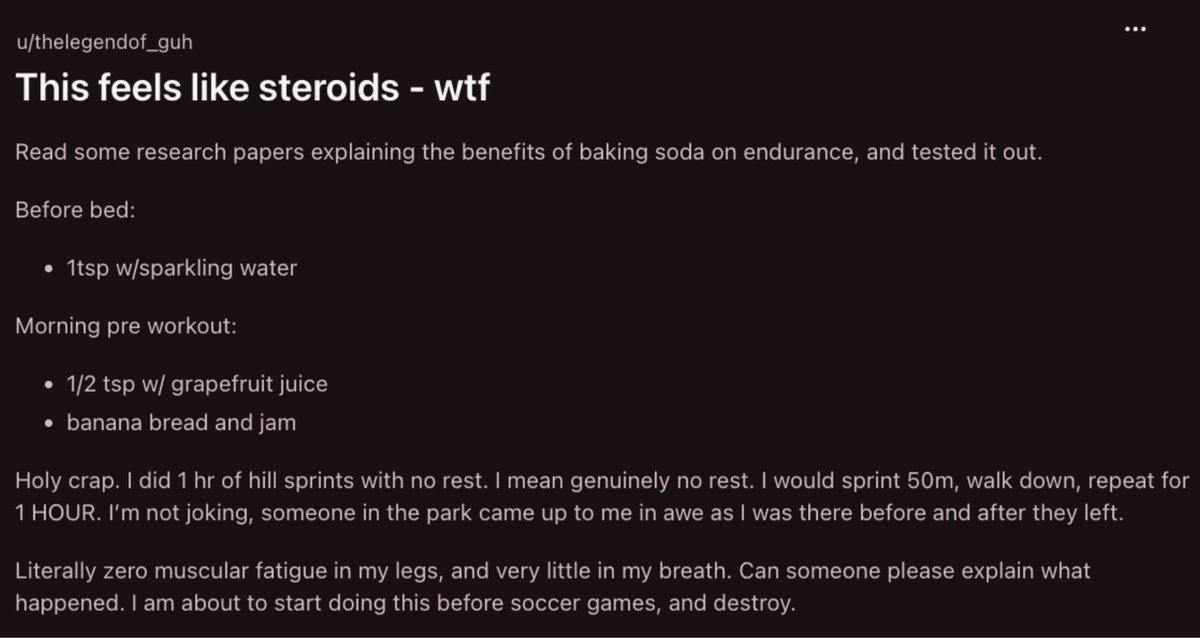 u/thelegendof_guh
This feels like steroids - wtf
Read some research papers explaining the benefits of baking soda on endurance, and tested it out.
Before bed:
• 1tsp w/sparkling water
Morning pre workout:
• 1/2 tsp w/ grapefruit juice
• banana bread and jam
Holy crap. I did 1 hr of hill sprints with no rest. I mean genuinely no rest. I would sprint 50m, walk down, repeat for
1 HOUR. I’m not joking, someone in the park came up to me in awe as I was there before and after they left.
Literally zero muscular fatigue in my legs, and very little in my breath. Can someone please explain what
happened. I am about to start doing this before soccer games, and destroy.